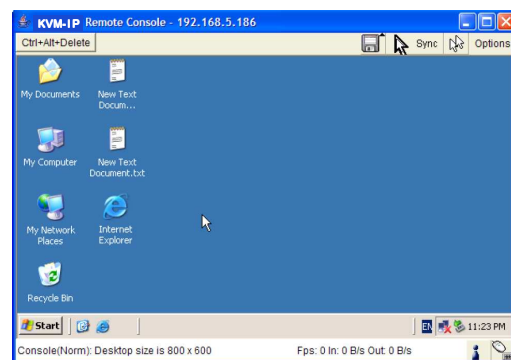 KVM-IP Remote Console - 192.168.5.186
Ctrl+Alt+Delete
Sync
Options
My Documents
New Text
Docum...
My Computer
New Text
Document.txt
My Network
Places
Internet
Explorer
Recycle Bin
Start
EN
11:23 PM
Console(Norm): Desktop size is 800 x 600
Fps: 0 In: 0 B/s Out: 0 B/s